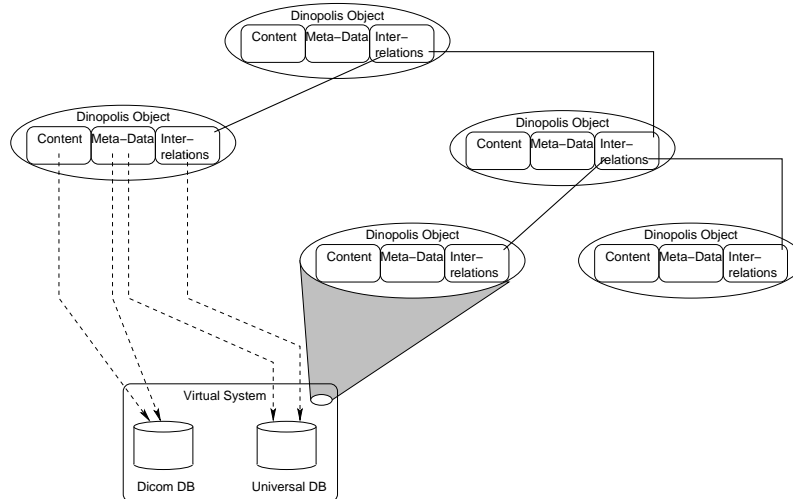 Dinopolis Object
Content Meta-Data Inter-
relations
Dinopolis Object
Content Meta-Data Inter-
relations
Dinopolis Object
Content Meta-Data Inter-
relations
Dinopolis Object
Content Meta-Data Inter-
relations
Dinopolis Object
Content Meta-Data Inter-
relations
Virtual System
Dicom DB
Universal DB